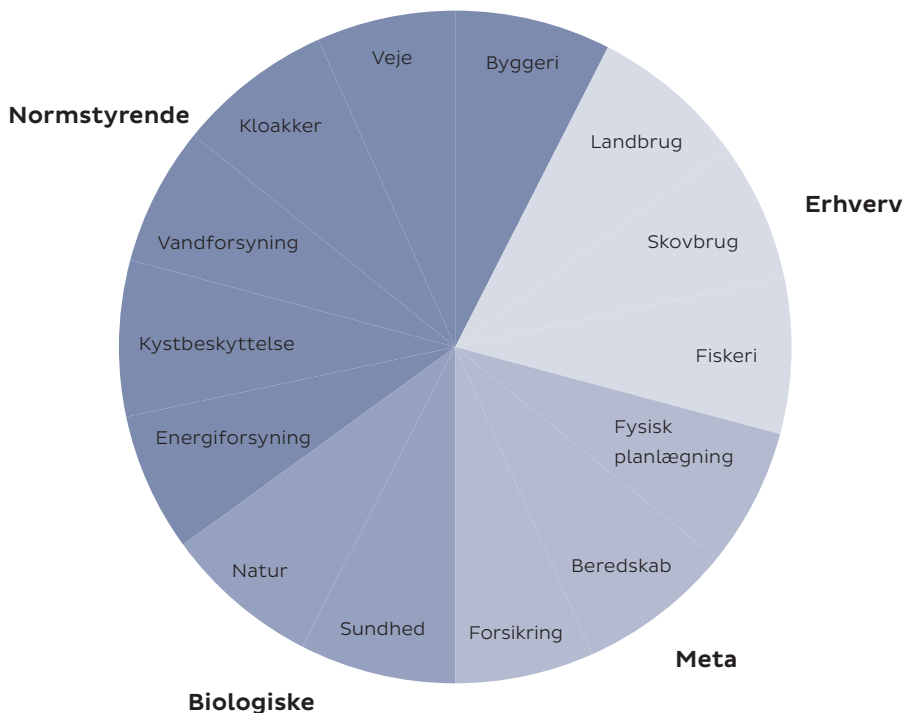 Veje
Byggeri
Normstyrende
Kloakker
Landbrug
Erhverv
Vandforsyning
Skovbrug
Kystbeskyttelse
Fiskeri
Fysisk
planlægning
Energiforsyning
Natur
Beredskab
Sundhed
Forsikring
Meta
Biologiske